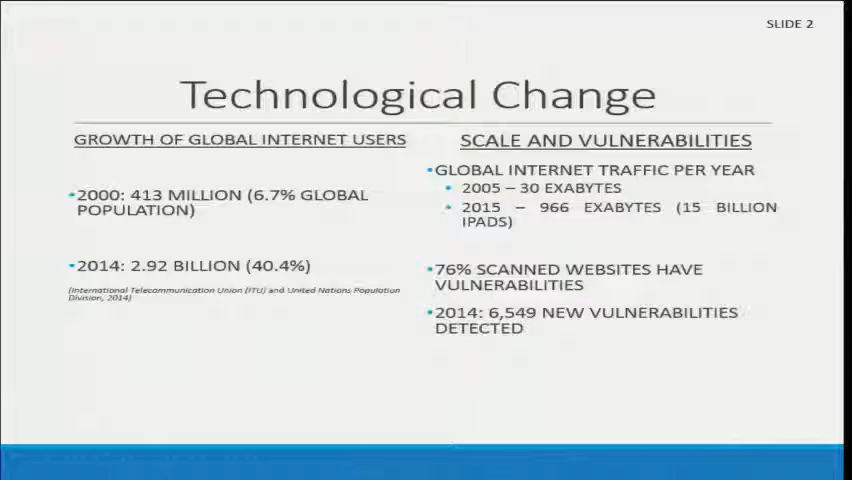 SLIDE 2
Technological Change
GROWTH OF GLOBAL INTERNET USERS
•2000: 413 MILLION (6.7% GLOBAL
POPULATION)
•2014: 2.92 BILLION (40.4%)
(International Telecommunication Union (ITU) and United Nations Population
Division, 2014)
SCALE AND VULNERABILITIES
•GLOBAL INTERNET TRAFFIC PER YEAR
• 2005 – 30 EXABYTES
• 2015 – 966 EXABYTES (15 BILLION
IPADS)
•76% SCANNED WEBSITES HAVE
VULNERABILITIES
•2014: 6,549 NEW VULNERABILITIES
DETECTED